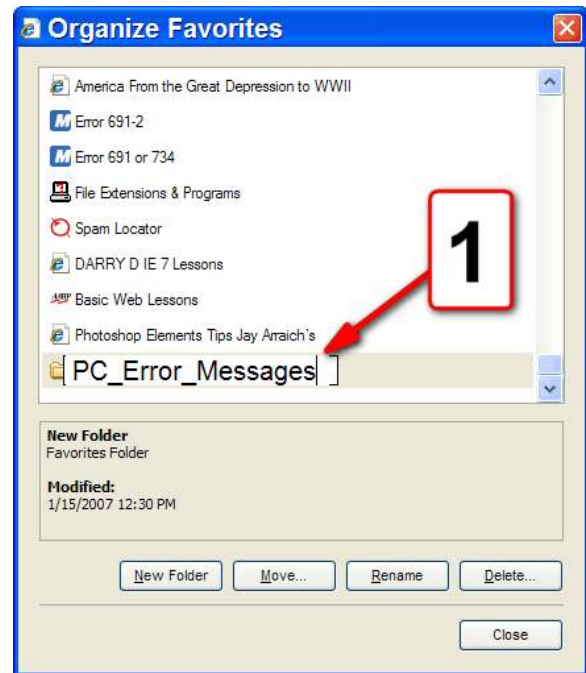 Organize Favorites
America From the Great Depression to WWII
Error 691-2
Error 691 or 734
File Extensions & Programs
Spam Locator
DARRY D IE 7 Lessons
Basic Web Lessons
Photoshop Elements Tips Jay Arraich's
PC_Error_Messages
1
New Folder
Favorites Folder
Modified:
1/15/2007 12:30 PM
New Folder Move... Rename Delete...
Close